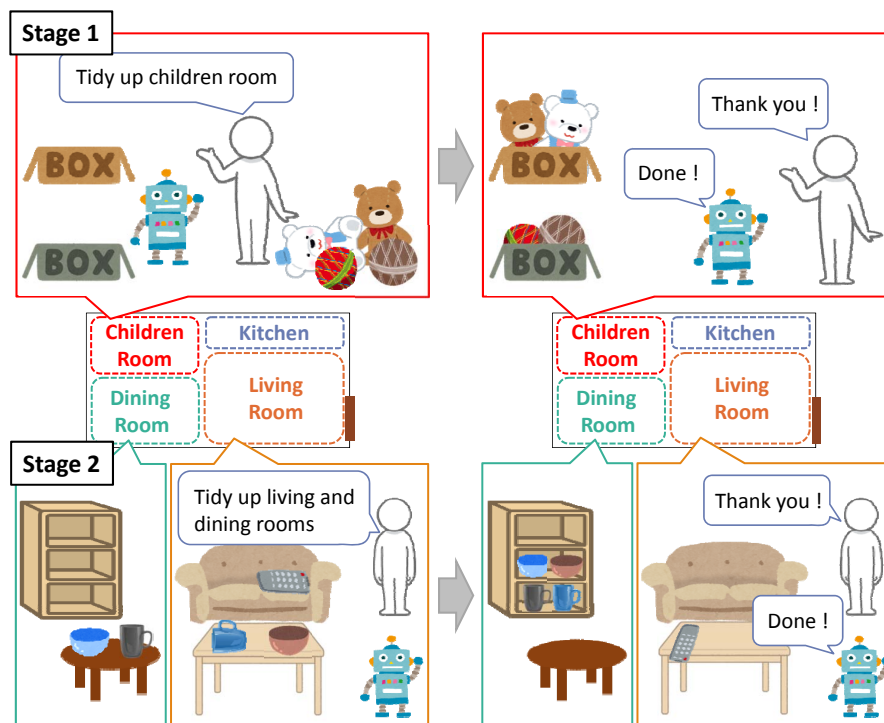 Stage 1
Tidy up children room
BOX
BOX
Thank you !
Done !
BOX
BOX
Children
Room
Kitchen
Dining
Room
Living
Room
Children
Room
Kitchen
Dining
Room
Living
Room
Stage 2
Tidy up living and
dining rooms
Thank you !
Done !